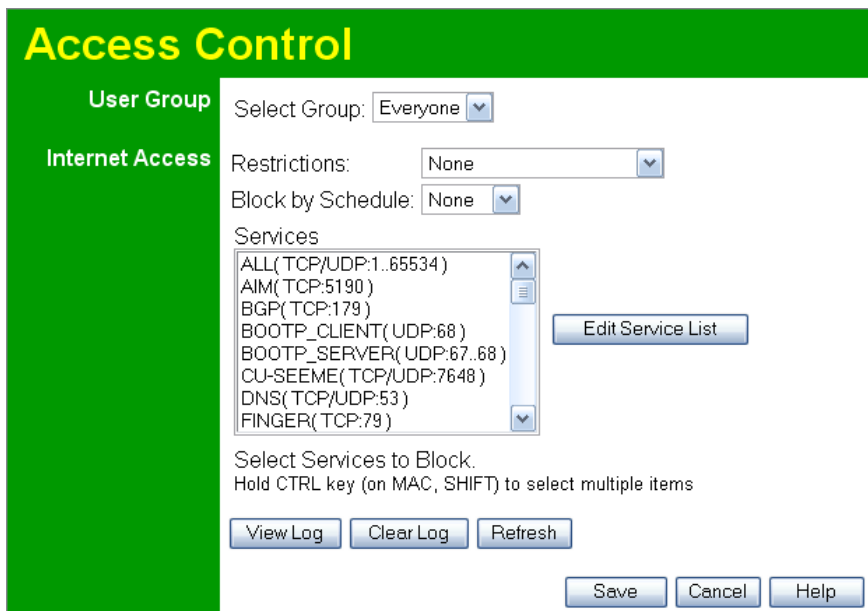 Access Control
User Group
Select Group: Everyone
Internet Access
Restrictions: None
Block by Schedule: None
Services
ALL(TCP/UDP:1..65534)
AIM(TCP:5190)
BGP(TCP:179)
BOOTP_CLIENT(UDP:68)
BOOTP_SERVER(UDP:67..68)
CU-SEEME(TCP/UDP:7648)
DNS(TCP/UDP:53)
FINGER(TCP:79)
Edit Service List
Select Services to Block.
Hold CTRL key (on MAC, SHIFT) to select multiple items
View Log Clear Log Refresh
Save Cancel Help